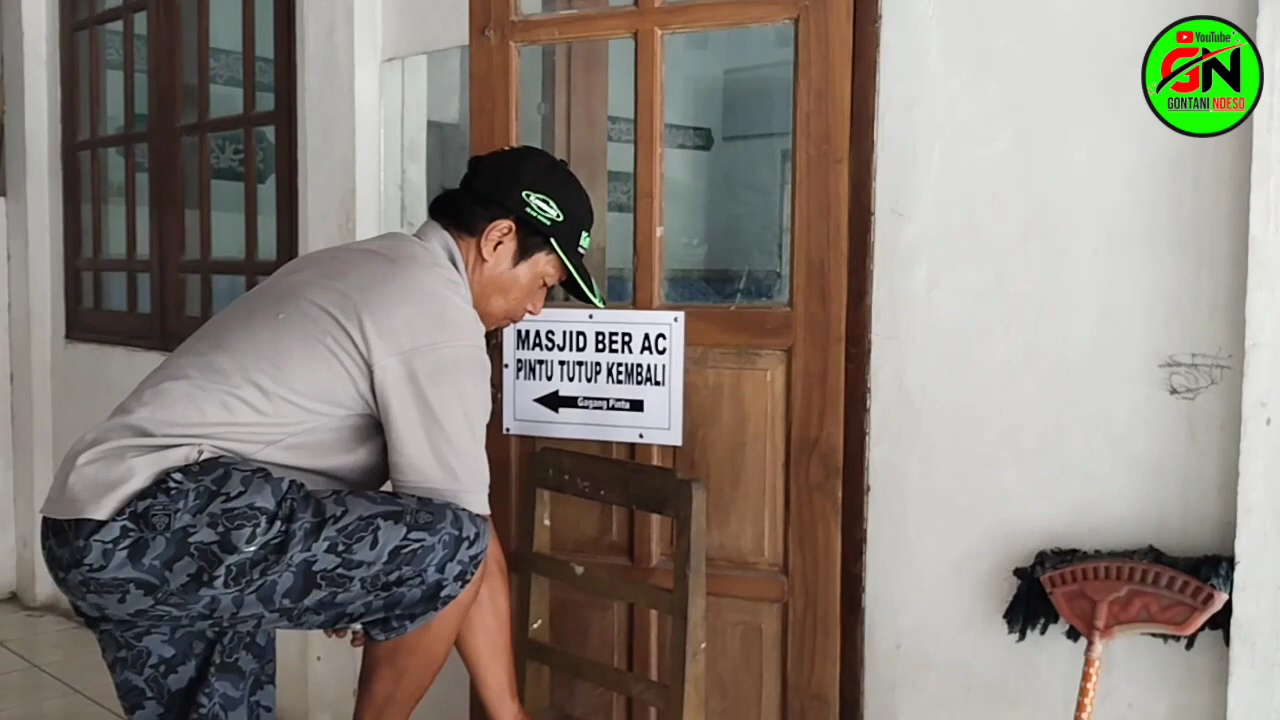 YouTube
GN
GONTANI NDESO
MASJID BER AC
PINTU TUTUP KEMBALI
Gagang Pintu